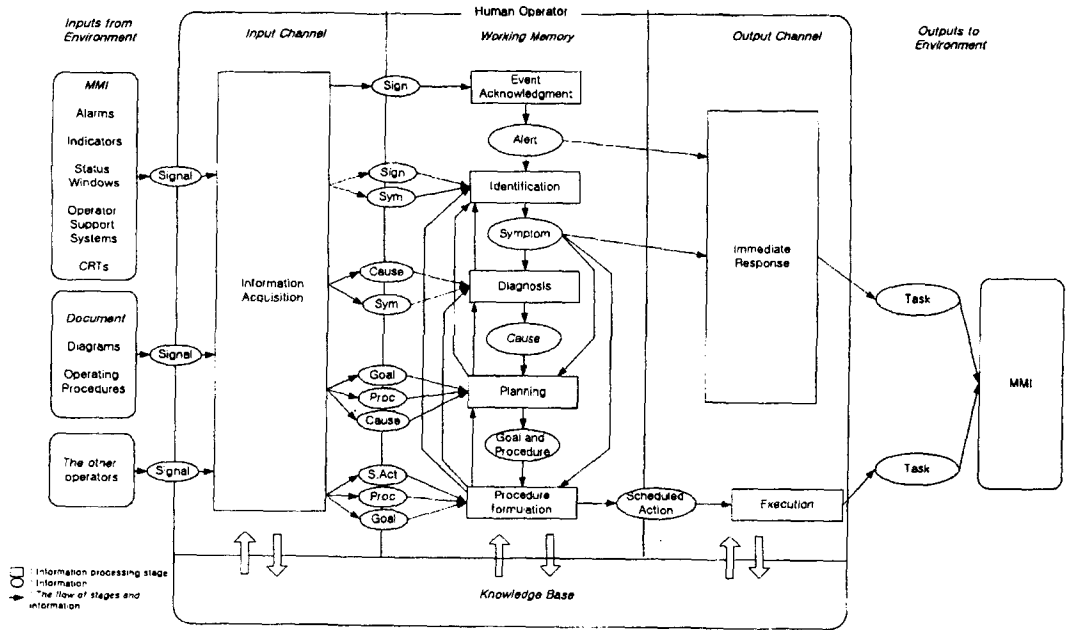 Human Operator
Inputs from
Environment
Input Channel
Working Memory
Output Channel
Outputs to
Environment
MMI
Alarms
Indicators
Status
Windows
Operator
Support
Systems
CRTs
Signal
Document
Diagrams
Operating
Procedures
Signal
The other
operators
Signal
Information
Acquisition
Sign
Sign
Sym
Cause
Sym
Goal
Proc
Cause
S.Act
Proc
Goal
Event
Acknowledgment
Alert
Identification
Symptom
Diagnosis
Cause
Planning
Goal and
Procedure
Procedure
formulation
Scheduled
Action
Immediate
Response
Execution
Task
Task
MMI
Knowledge Base
: Information processing stage
: Information
: The flow of stages and
information